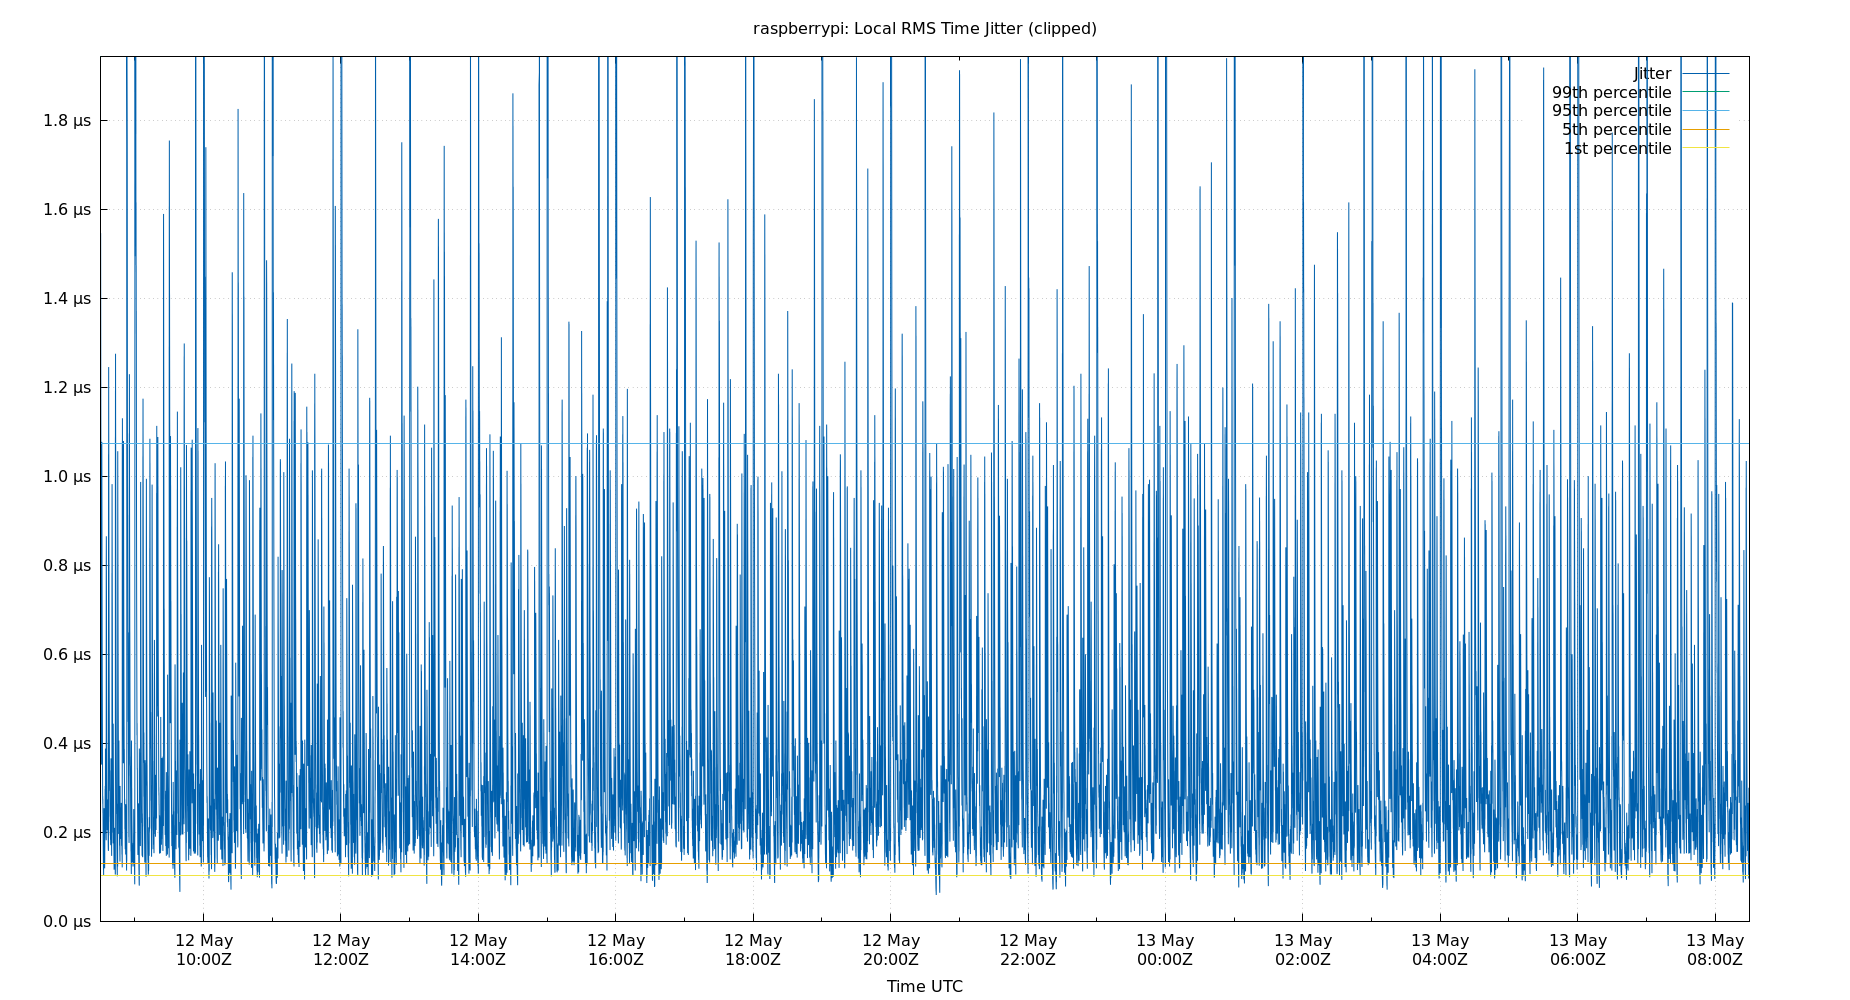 raspberrypi: Local RMS Time Jitter (clipped)
Jitter
99th percentile
95th percentile
5th percentile
1st percentile
1.8 µs
1.6 µs
1.4 µs
1.2 µs
1.0 µs
0.8 µs
0.6 µs
0.4 µs
0.2 µs
0.0 µs
12 May 12 May 12 May 12 May 12 May 12 May 12 May 13 May 13 May 13 May 13 May 13 May
10:00Z 12:00Z 14:00Z 16:00Z 18:00Z 20:00Z 22:00Z 00:00Z 02:00Z 04:00Z 06:00Z 08:00Z
Time UTC